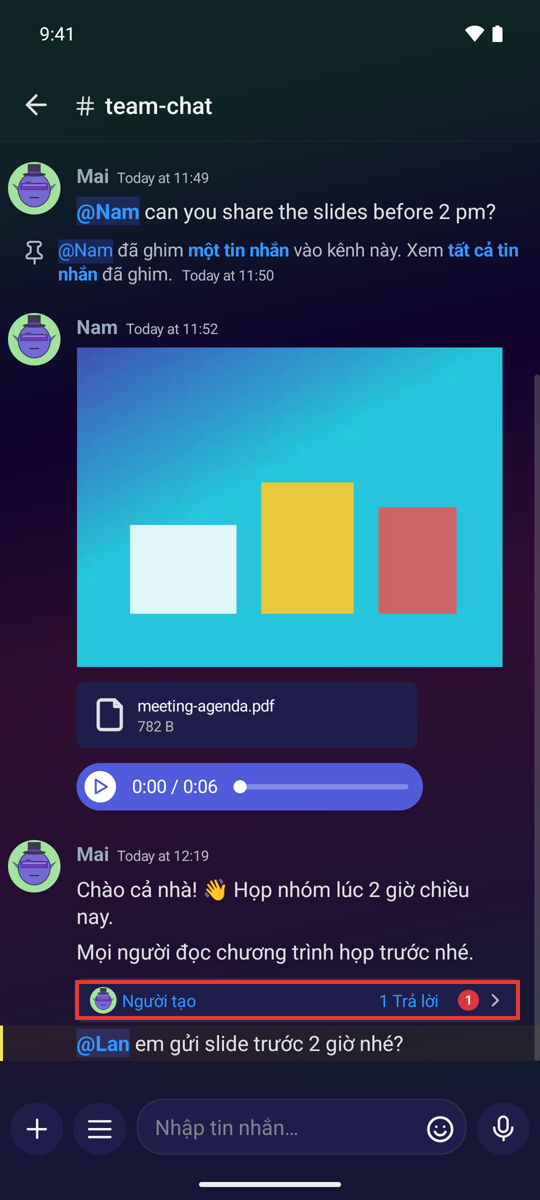 9:41
# team-chat
Mai Today at 11:49
@Nam can you share the slides before 2 pm?
@Nam đã ghim một tin nhắn vào kênh này. Xem tất cả tin
nhắn đã ghim. Today at 11:50
Nam Today at 11:52
meeting-agenda.pdf
782 B
0:00 / 0:06
Mai Today at 12:19
Chào cả nhà! 👋 Họp nhóm lúc 2 giờ chiều
nay.
Mọi người đọc chương trình họp trước nhé.
Người tạo 1 Trả lời 1
@Lan em gửi slide trước 2 giờ nhé?
Nhập tin nhắn...